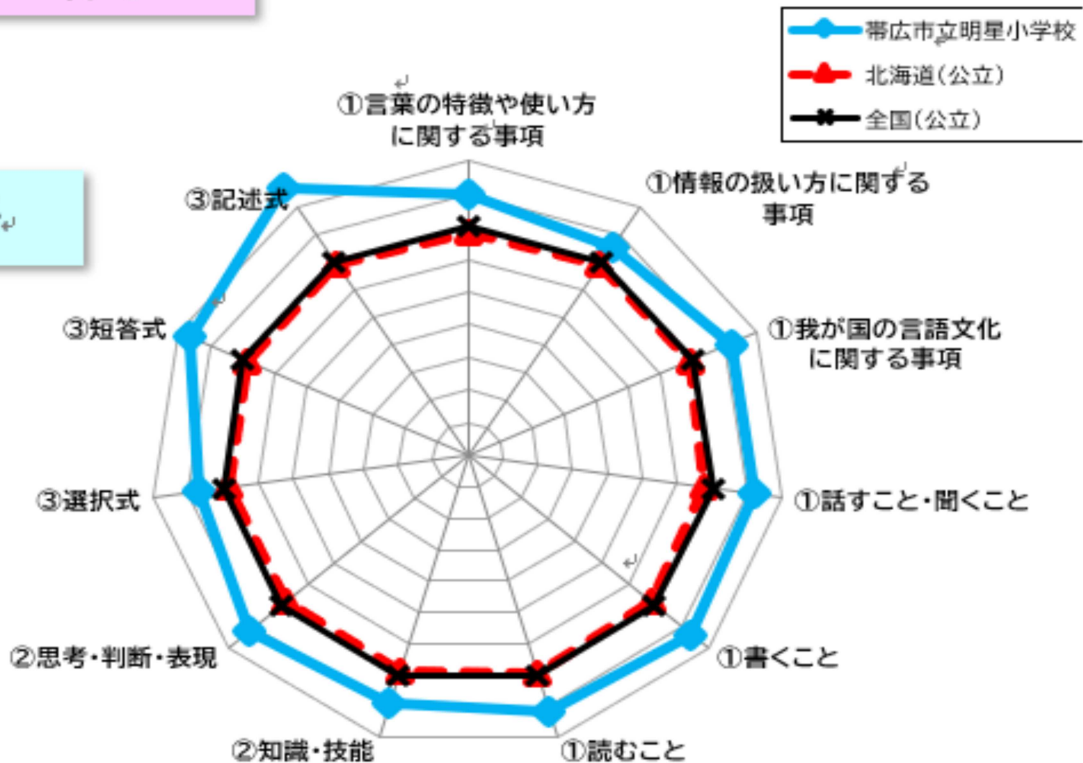 帯広市立明星小学校
北海道(公立)
全国(公立)
①言葉の特徴や使い方
に関する事項
①情報の扱い方に関する
事項
①我が国の言語文化
に関する事項
①話すこと・聞くこと
①書くこと
①読むこと
②知識・技能
②思考・判断・表現
③選択式
③短答式
③記述式